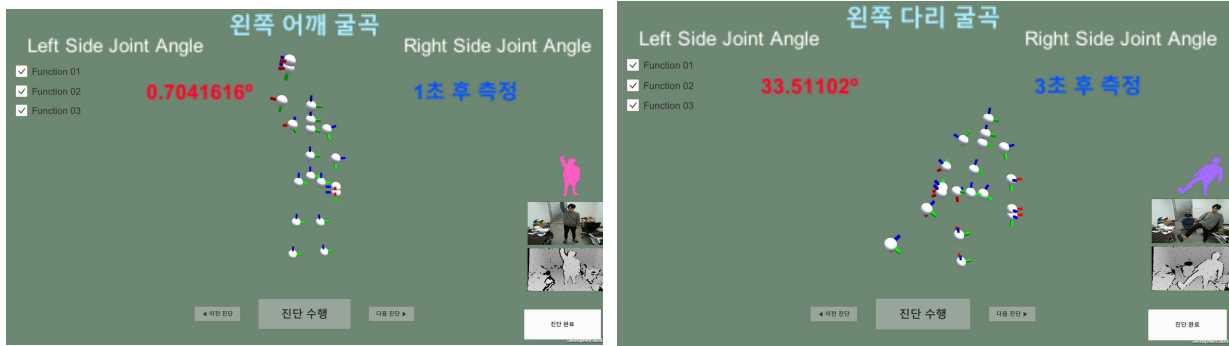 왼쪽 어깨 굴곡
Left Side Joint Angle
Right Side Joint Angle
Function 01
Function 02
Function 03
0.7041616º
1초 후 측정
◀ 이전 진단
진단 수행
다음 진단 ▶
진단 완료
왼쪽 다리 굴곡
Left Side Joint Angle
Right Side Joint Angle
Function 01
Function 02
Function 03
33.51102º
3초 후 측정
◀ 이전 진단
진단 수행
다음 진단 ▶
진단 완료